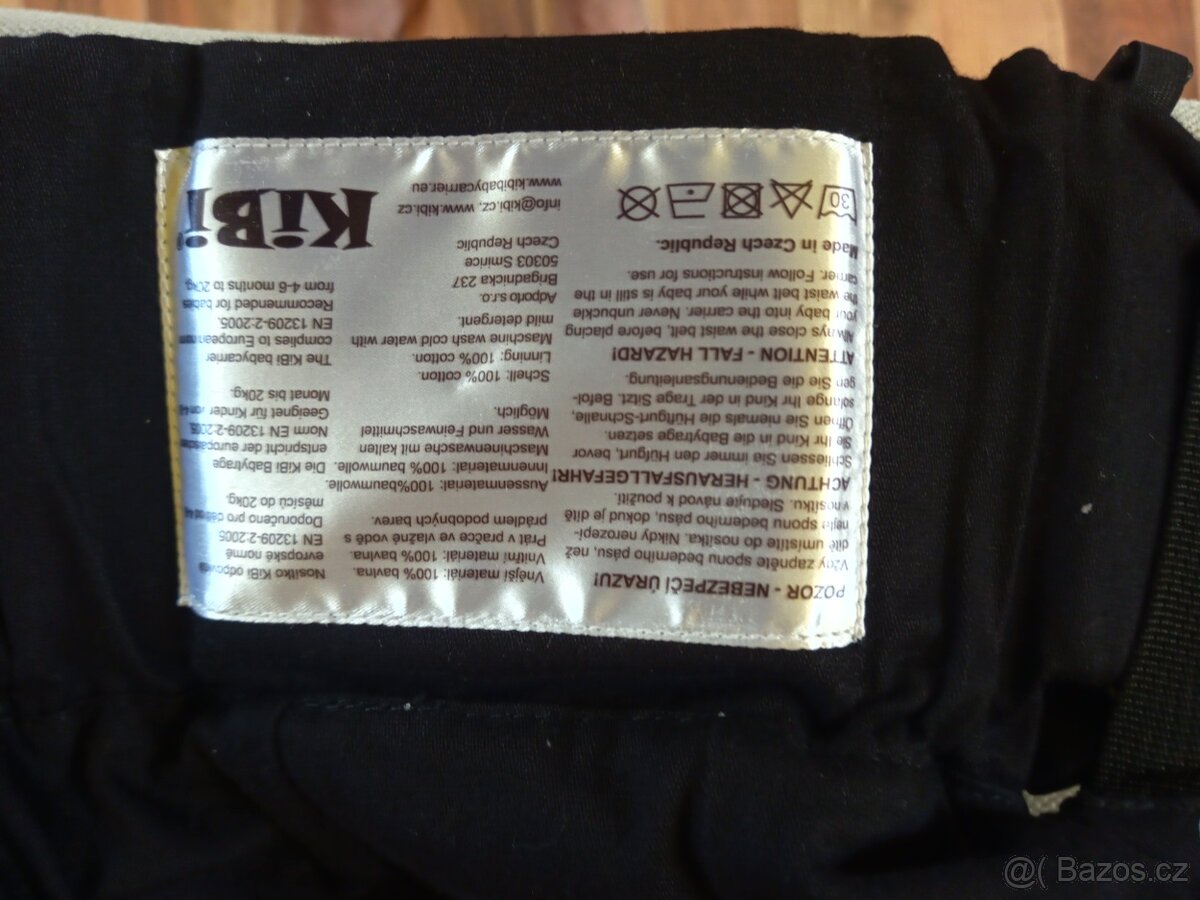 POZOR - NEBEZPEČÍ ÚRAZU!
Vždy zapněte sponu bederního pásu, než
dítě umístíte do nosítka. Nikdy nerozepí-
nejte sponu bederního pásu, dokud je dítě
v nosítku. Sledujte návod k použití.
ACHTUNG - HERAUSFALLGEFAHR!
Schliessen Sie immer den Hüfgurt, bevor
Sie Ihr Kind in die Babytrage setzen.
Öffnen Sie niemals die Hüftgurt-Schnalle,
solange Ihr Kind in der Trage Sitzt. Befol-
gen Sie die Bedienungsanleitung.
ATTENTION - FALL HAZARD!
Always close the waist belt, before placing
your baby into the carrier. Never unbuckle
the waist belt while your baby is still in the
carrier. Follow instructions for use.
Made in Czech Republic.
30
Vnější materiál: 100% bavlna.
Vnitřní materiál: 100% bavlna.
Prát v pračce ve vlažné vodě s
prádlem podobných barev.
Aussenmaterial: 100%baumwolle.
Innenmaterial: 100% baumwolle.
Maschinenwasche mit kalten
Wasser und Feinwaschmittel
Möglich.
Schell: 100% cotton.
Linning: 100% cotton.
Maschine wash cold water with
mild detergent.
Adporto s.r.o.
Brigadnicka 237
50303 Smirice
Czech Republic
info@kibi.cz, www.kibi.cz
www.kibibabycarrier.eu
Nosítko KiBi
evropské normě
EN 13209-2:2005
Doporučeno pro děti od
měsíců do 20kg.
Die KiBi Babytrage
entspricht der
Norm EN 13209-2:2005
Geeignet für Kinder von
Monat bis 20kg.
The KiBi babycarrier
complies to European
EN 13209-2:2005.
Recommended for babies
from 4-6 months to 20kg.
KiBi
@( Bazos.cz